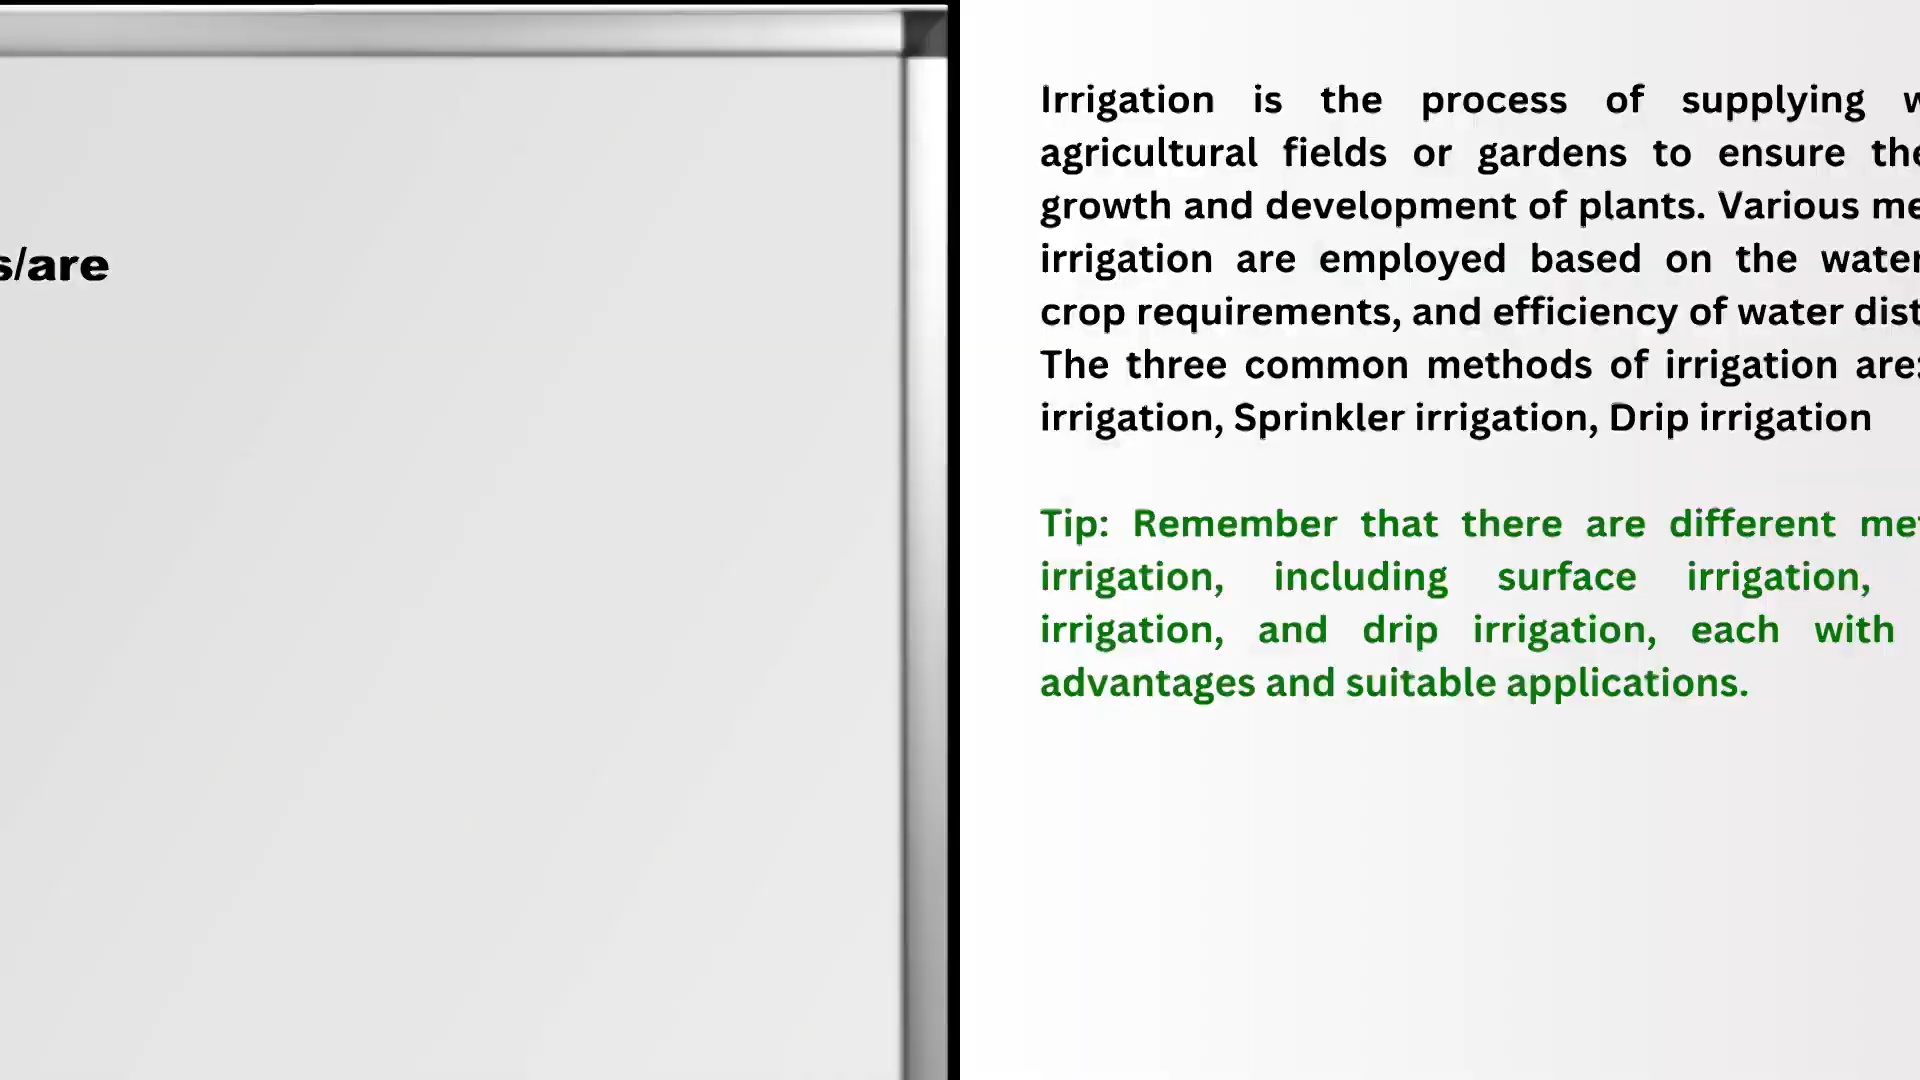 s/are
Irrigation is the process of supplying
agricultural fields or gardens to ensure the
growth and development of plants. Various
irrigation are employed based on the water
crop requirements, and efficiency of water
The three common methods of irrigation are:
irrigation, Sprinkler irrigation, Drip irrigation
Tip: Remember that there are different
irrigation, including surface irrigation,
irrigation, and drip irrigation, each with
advantages and suitable applications.